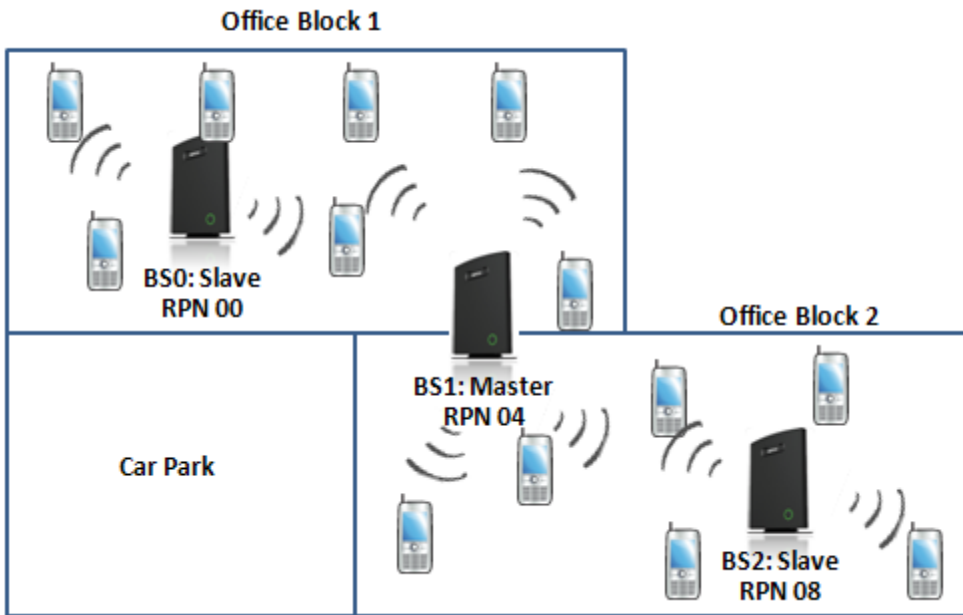 Office Block 1
BS0: Slave
RPN 00
Office Block 2
BS1: Master
RPN 04
Car Park
BS2: Slave
RPN 08